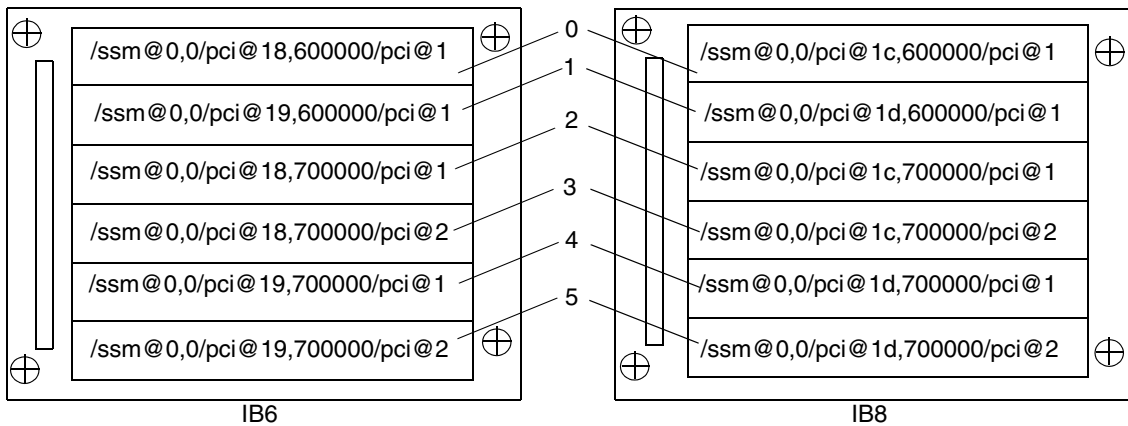 /ssm@0,0/pci@18,600000/pci@1
/ssm@0,0/pci@19,600000/pci@1
/ssm@0,0/pci@18,700000/pci@1
/ssm@0,0/pci@18,700000/pci@2
/ssm@0,0/pci@19,700000/pci@1
/ssm@0,0/pci@19,700000/pci@2
IB6
0
1
2
3
4
5
/ssm@0,0/pci@1c,600000/pci@1
/ssm@0,0/pci@1d,600000/pci@1
/ssm@0,0/pci@1c,700000/pci@1
/ssm@0,0/pci@1c,700000/pci@2
/ssm@0,0/pci@1d,700000/pci@1
/ssm@0,0/pci@1d,700000/pci@2
IB8